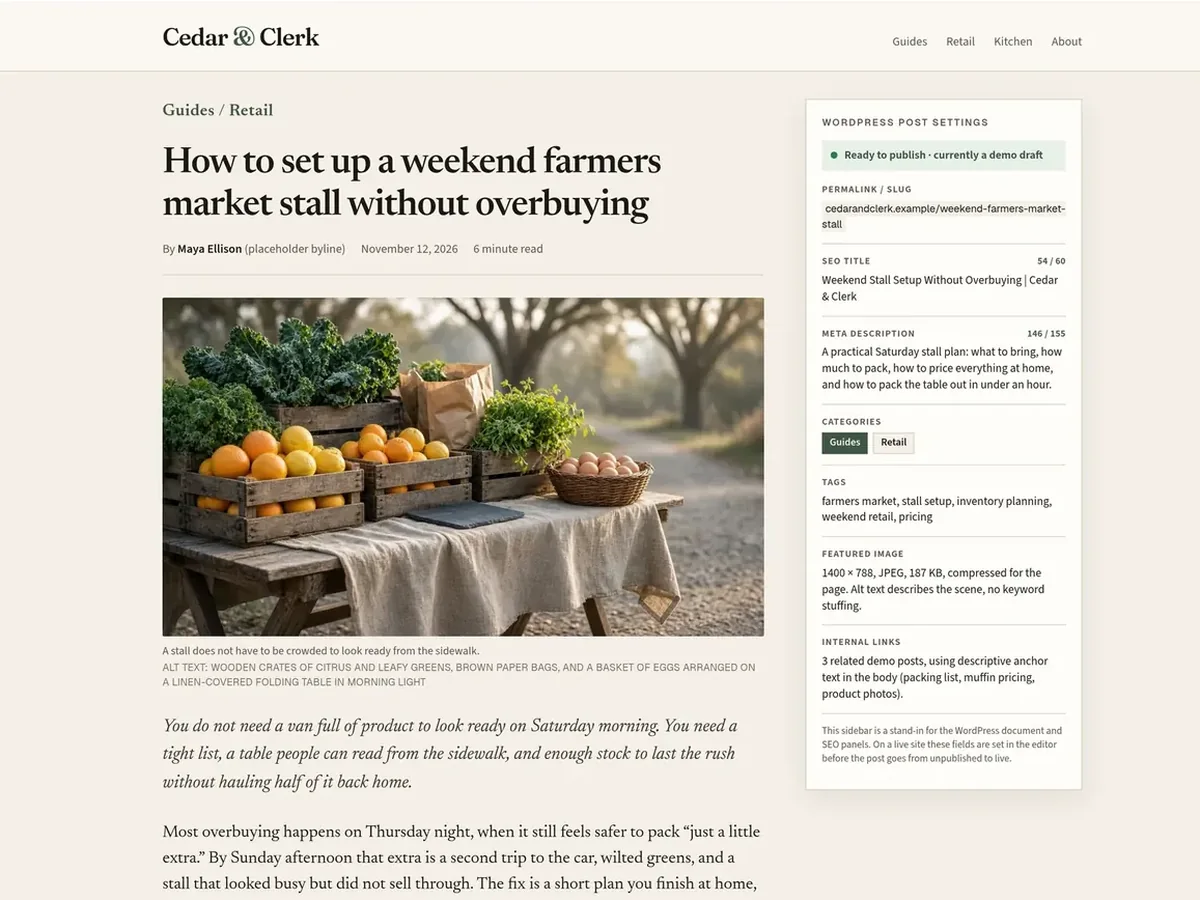 Cedar & Clerk
Guides
Retail
Kitchen
About
Guides / Retail
How to set up a weekend farmers
market stall without overbuying
By Maya Ellison (placeholder byline)
November 12, 2026
6 minute read
A stall does not have to be crowded to look ready from the sidewalk.
ALT TEXT: WOODEN CRATES OF CITRUS AND LEAFY GREENS, BROWN PAPER BAGS, AND A BASKET OF EGGS ARRANGED ON
A LINEN-COVERED FOLDING TABLE IN MORNING LIGHT
You do not need a van full of product to look ready on Saturday morning. You need a
tight list, a table people can read from the sidewalk, and enough stock to last the rush
without hauling half of it back home.
Most overbuying happens on Thursday night, when it still feels safer to pack “just a little
extra.” By Sunday afternoon that extra is a second trip to the car, wilted greens, and a
stall that looked busy but did not sell through. The fix is a short plan you finish at home,
WORDPRESS POST SETTINGS
Ready to publish · currently a demo draft
PERMALINK / SLUG
cedarandclerk.example/weekend-farmers-market-
stall
SEO TITLE
54 / 60
Weekend Stall Setup Without Overbuying | Cedar
& Clerk
META DESCRIPTION
146 / 155
A practical Saturday stall plan: what to bring, how
much to pack, how to price everything at home,
and how to pack the table out in under an hour.
CATEGORIES
Guides
Retail
TAGS
farmers market, stall setup, inventory planning,
weekend retail, pricing
FEATURED IMAGE
1400 × 788, JPEG, 187 KB, compressed for the
page. Alt text describes the scene, no keyword
stuffing.
INTERNAL LINKS
3 related demo posts, using descriptive anchor
text in the body (packing list, muffin pricing,
product photos).
This sidebar is a stand-in for the WordPress document and
SEO panels. On a live site these fields are set in the editor
before the post goes from unpublished to live.